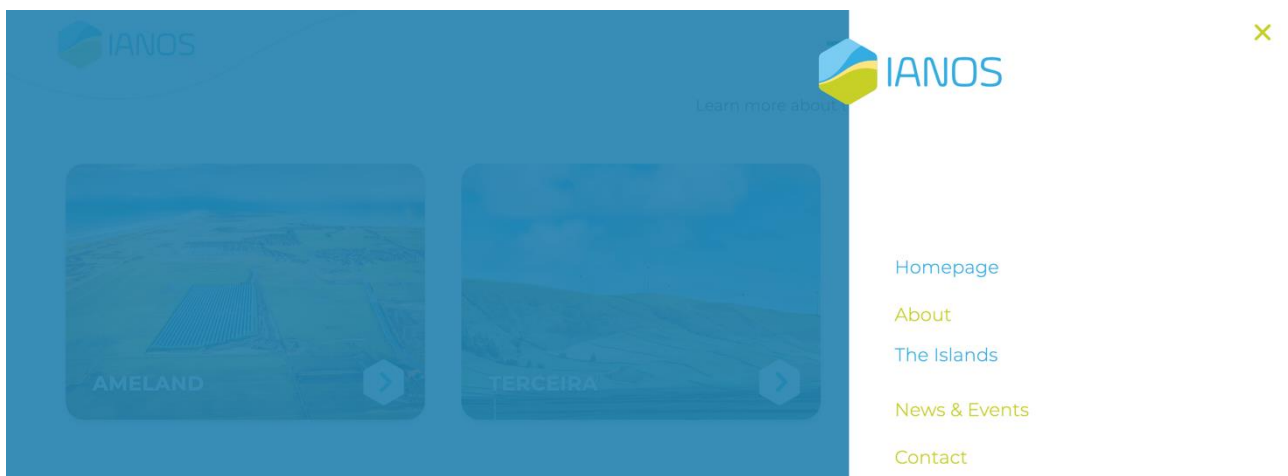 IANOS
IANOS
Learn more about
AMELAND
TERCEIRA
Homepage
About
The Islands
News & Events
Contact